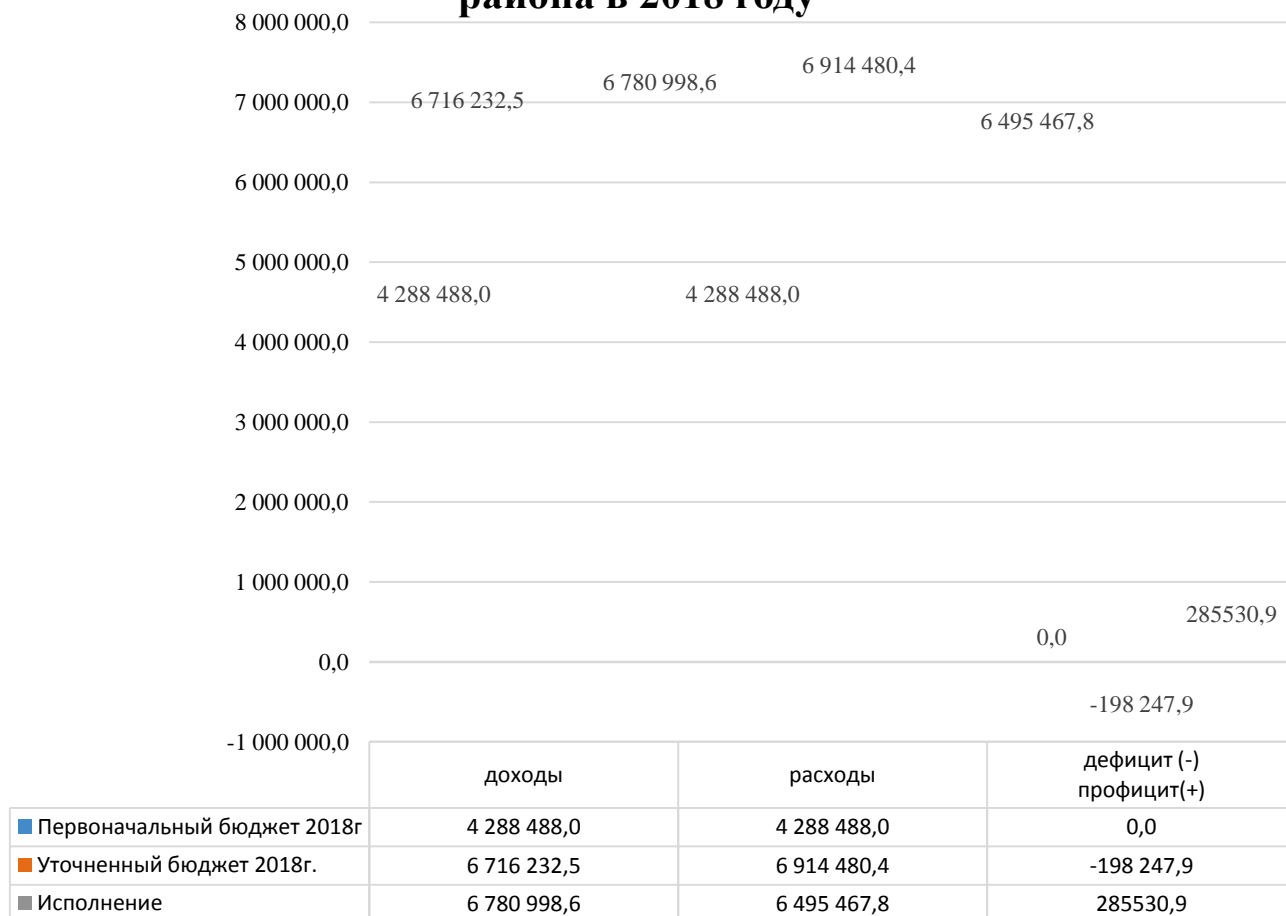 района в 2018 году
8 000 000,0
6 914 480,4
6 780 998,6
7 000 000,0
6 716 232,5
6 495 467,8
6 000 000,0
5 000 000,0
4 288 488,0
4 288 488,0
4 000 000,0
3 000 000,0
2 000 000,0
1 000 000,0
285530,9
0,0
0,0
-198 247,9
-1 000 000,0
доходы расходы дефицит (-)
профицит(+)
Первоначальный бюджет 2018г 4 288 488,0 4 288 488,0 0,0
Уточненный бюджет 2018г. 6 716 232,5 6 914 480,4 -198 247,9
Исполнение 6 780 998,6 6 495 467,8 285530,9